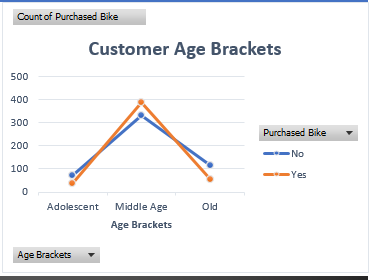 Count of Purchased Bike
Customer Age Brackets
500
400
300
200
100
0
Adolescent Middle Age Old
Age Brackets
Purchased Bike
No
Yes
Age Brackets